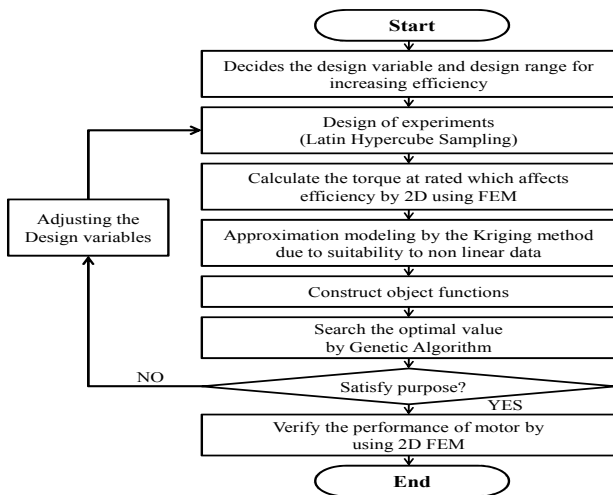 Start
Decides the design variable and design range for
increasing efficiency
Design of experiments
(Latin Hypercube Sampling)
Calculate the torque at rated which affects
efficiency by 2D using FEM
Adjusting the
Design variables
Approximation modeling by the Kriging method
due to suitability to non linear data
Construct object functions
Search the optimal value
by Genetic Algorithm
NO
Satisfy purpose?
YES
Verify the performance of motor by
using 2D FEM
End